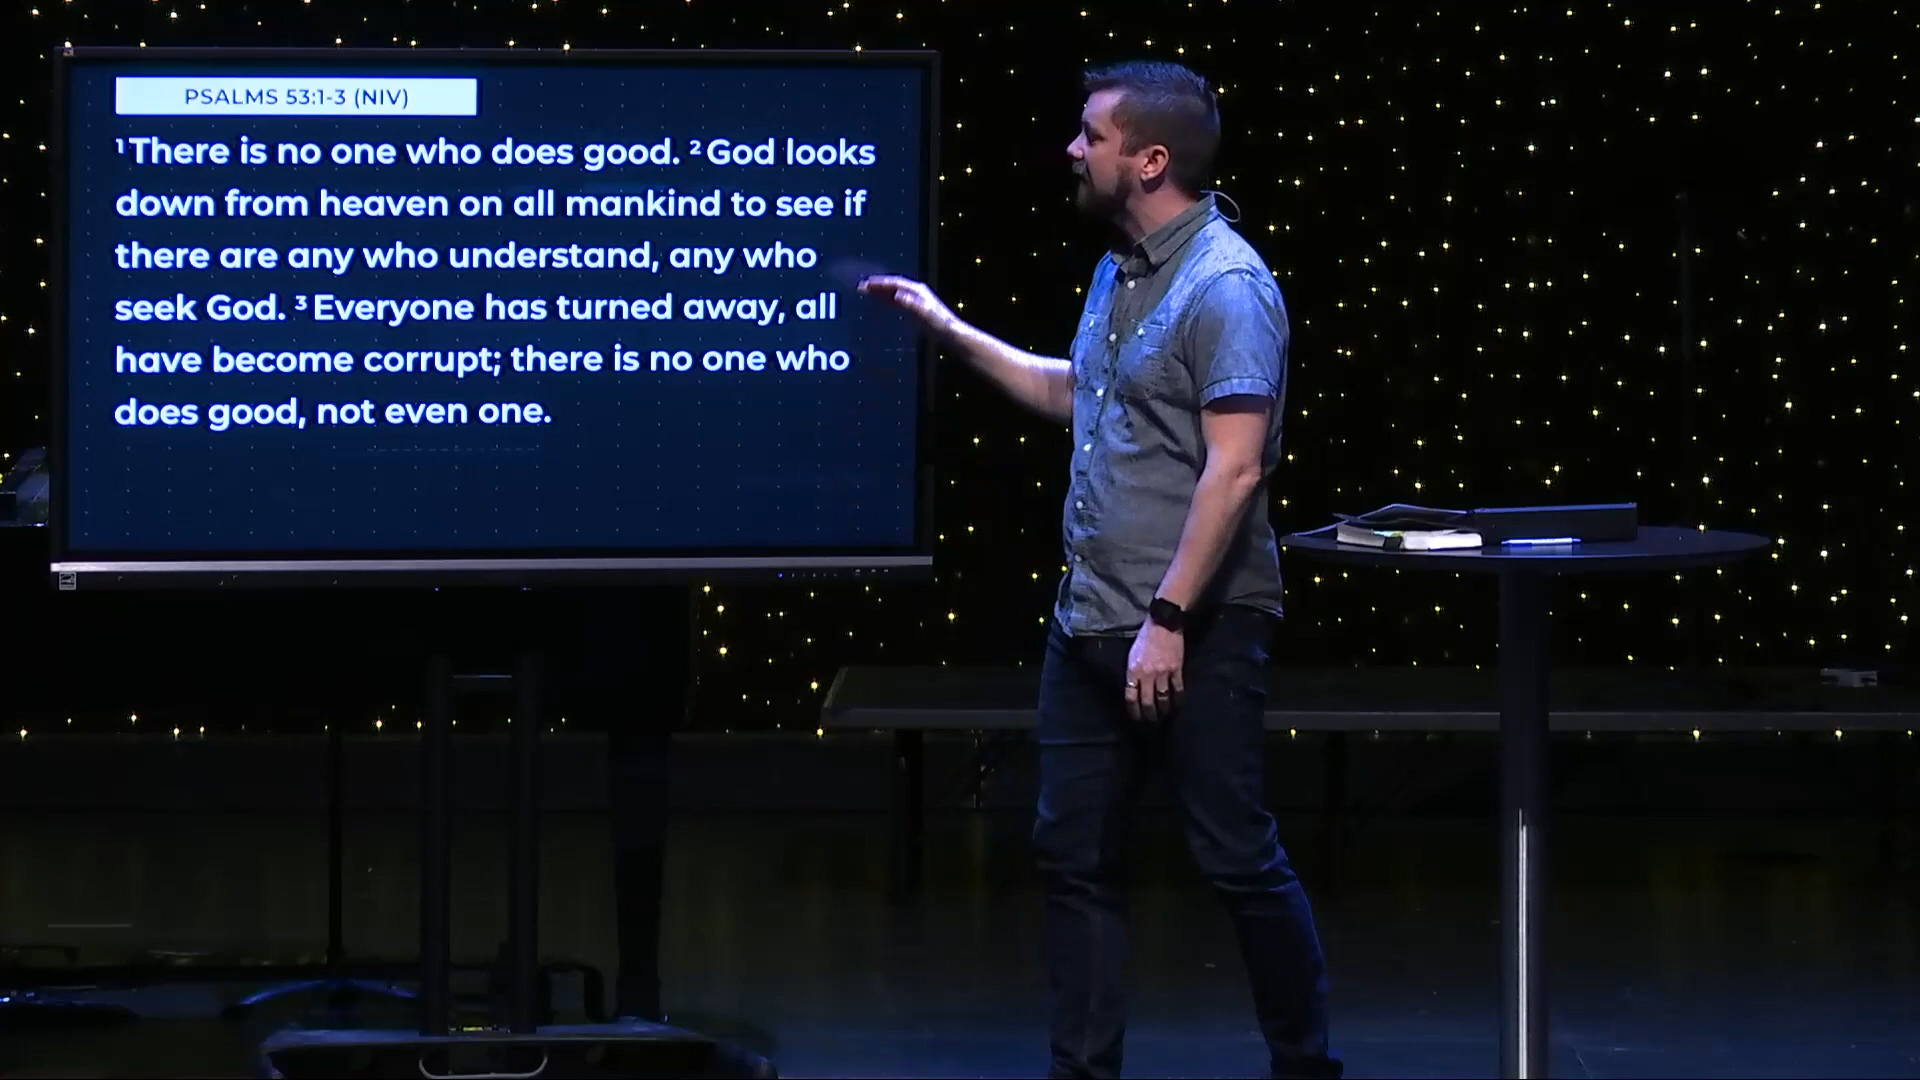 PSALMS 53:1-3 (NIV)
¹There is no one who does good. ²God looks
down from heaven on all mankind to see if
there are any who understand, any who
seek God. ³Everyone has turned away, all
have become corrupt; there is no one who
does good, not even one.